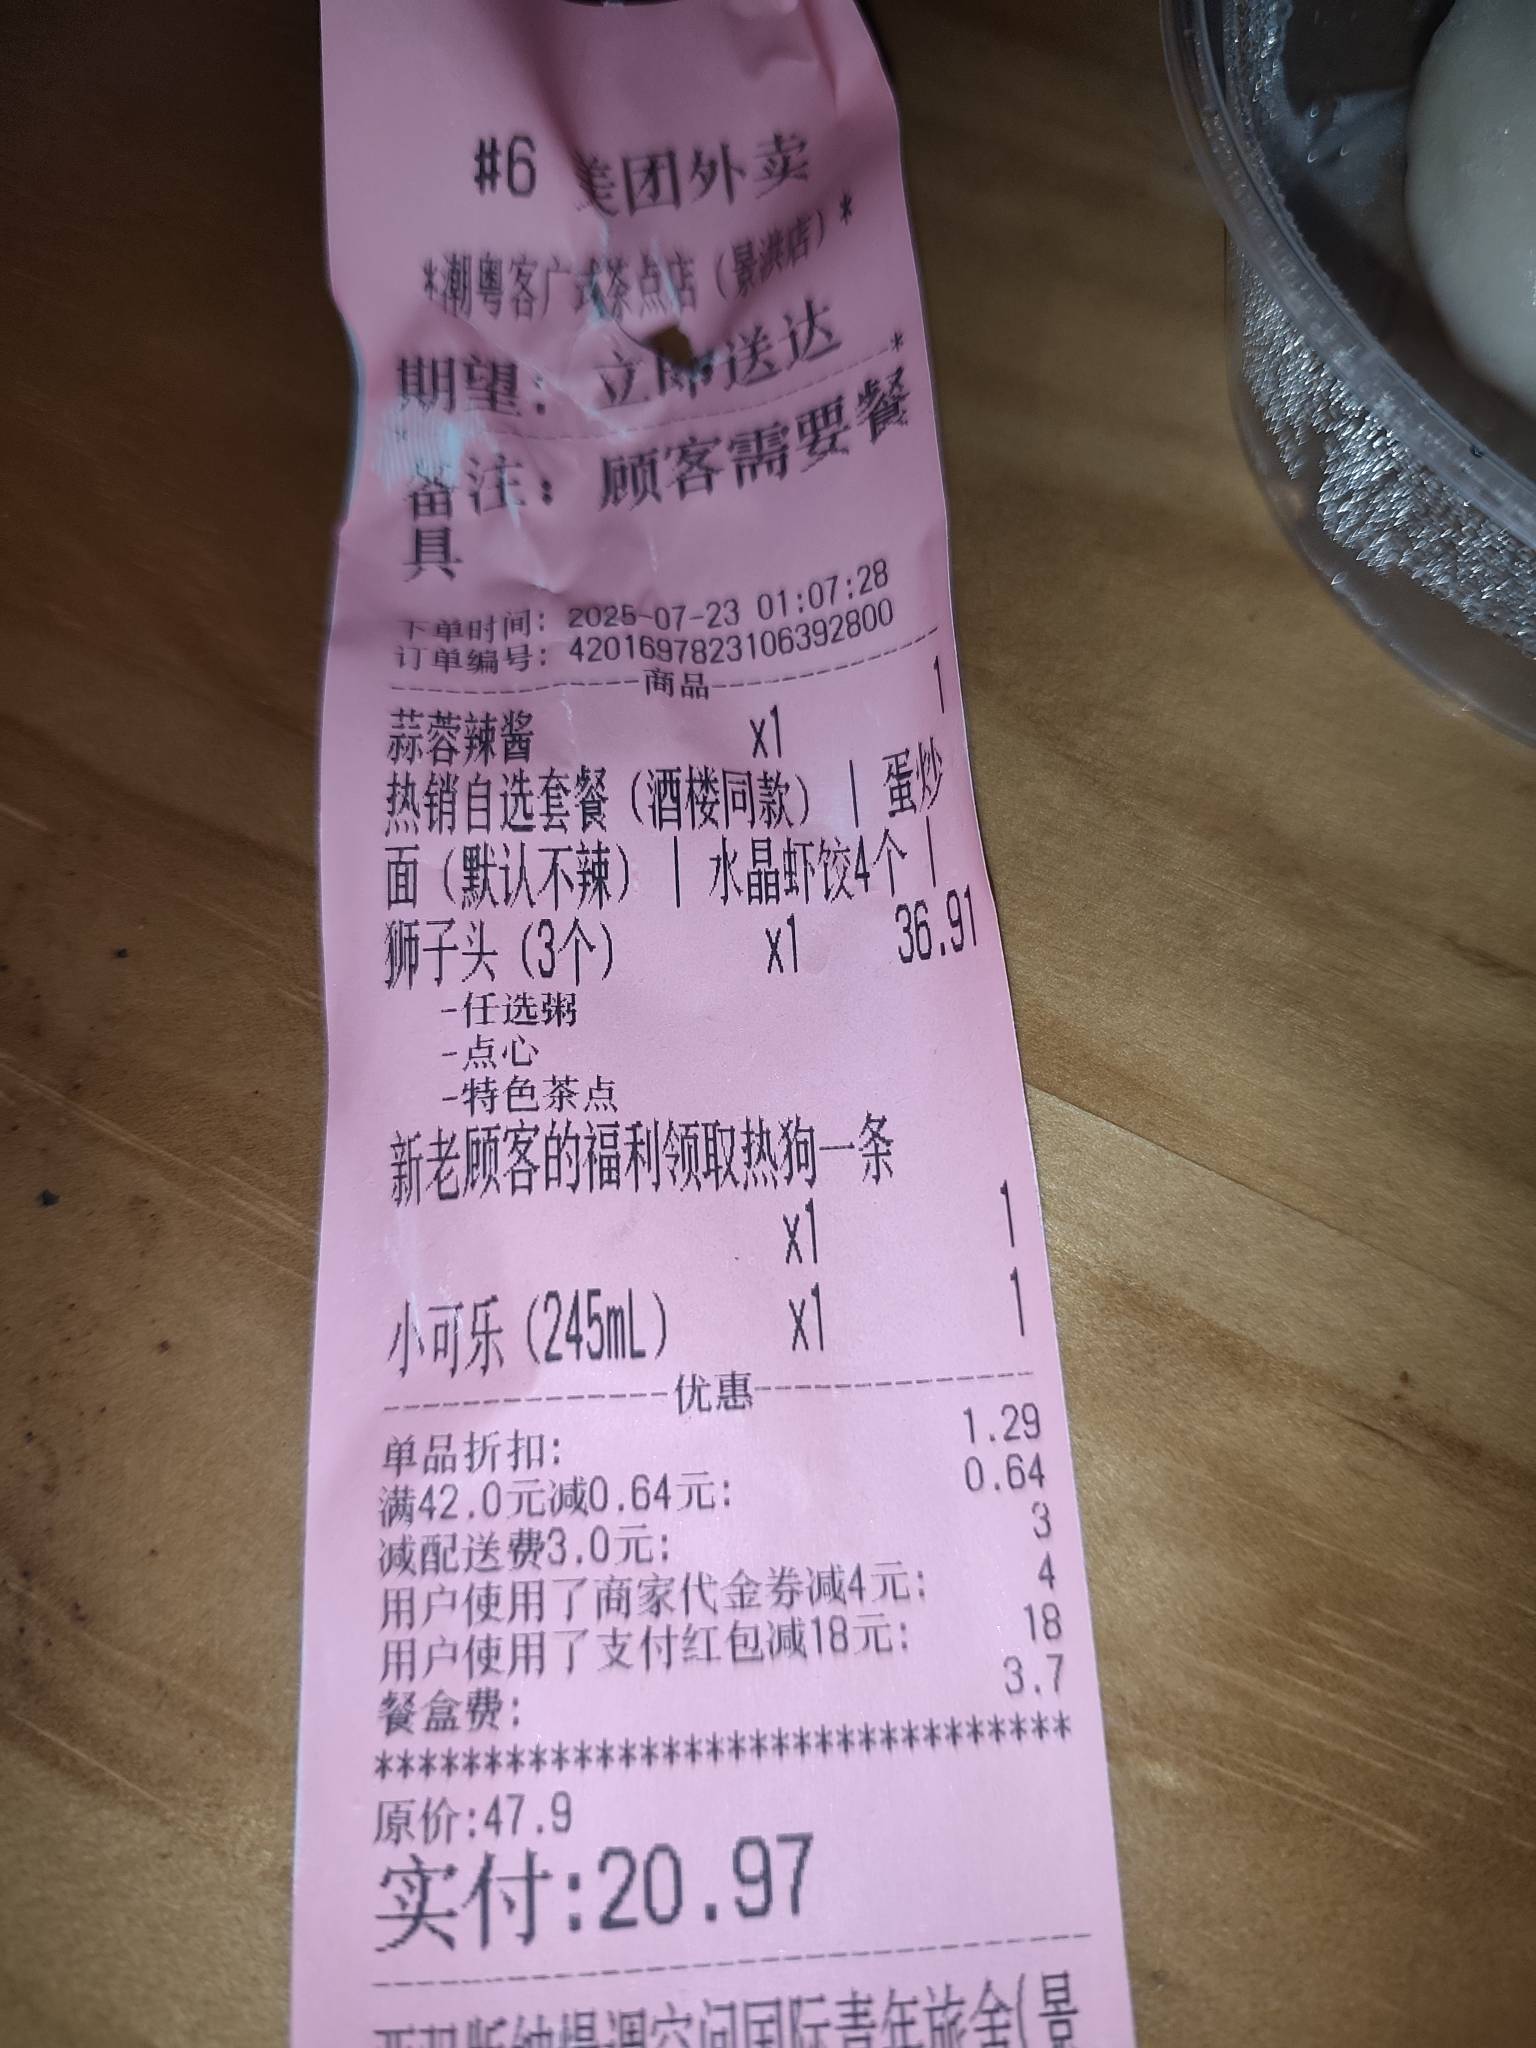 #6 美团外卖
*潮粤客广式茶点店（景洪店）*
期望：立即送达
备注：顾客需要餐
具
下单时间：2025-07-23 01:07:28
订单编号：4201697823106392800
商品
蒜蓉辣酱 x1 1
热销自选套餐（酒楼同款）|蛋炒
面（默认不辣）|水晶虾饺4个|
狮子头（3个） x1 36.91
-任选粥
-点心
-特色茶点
新老顾客的福利领取热狗一条
x1 1
小可乐（245mL） x1 1
优惠
单品折扣: 1.29
满42.0元减0.64元: 0.64
减配送费3.0元: 3
用户使用了商家代金券减4元: 4
用户使用了支付红包减18元: 18
餐盒费: 3.7
**********************************
原价:47.9
实付:20.97
国际青年旅舍(景